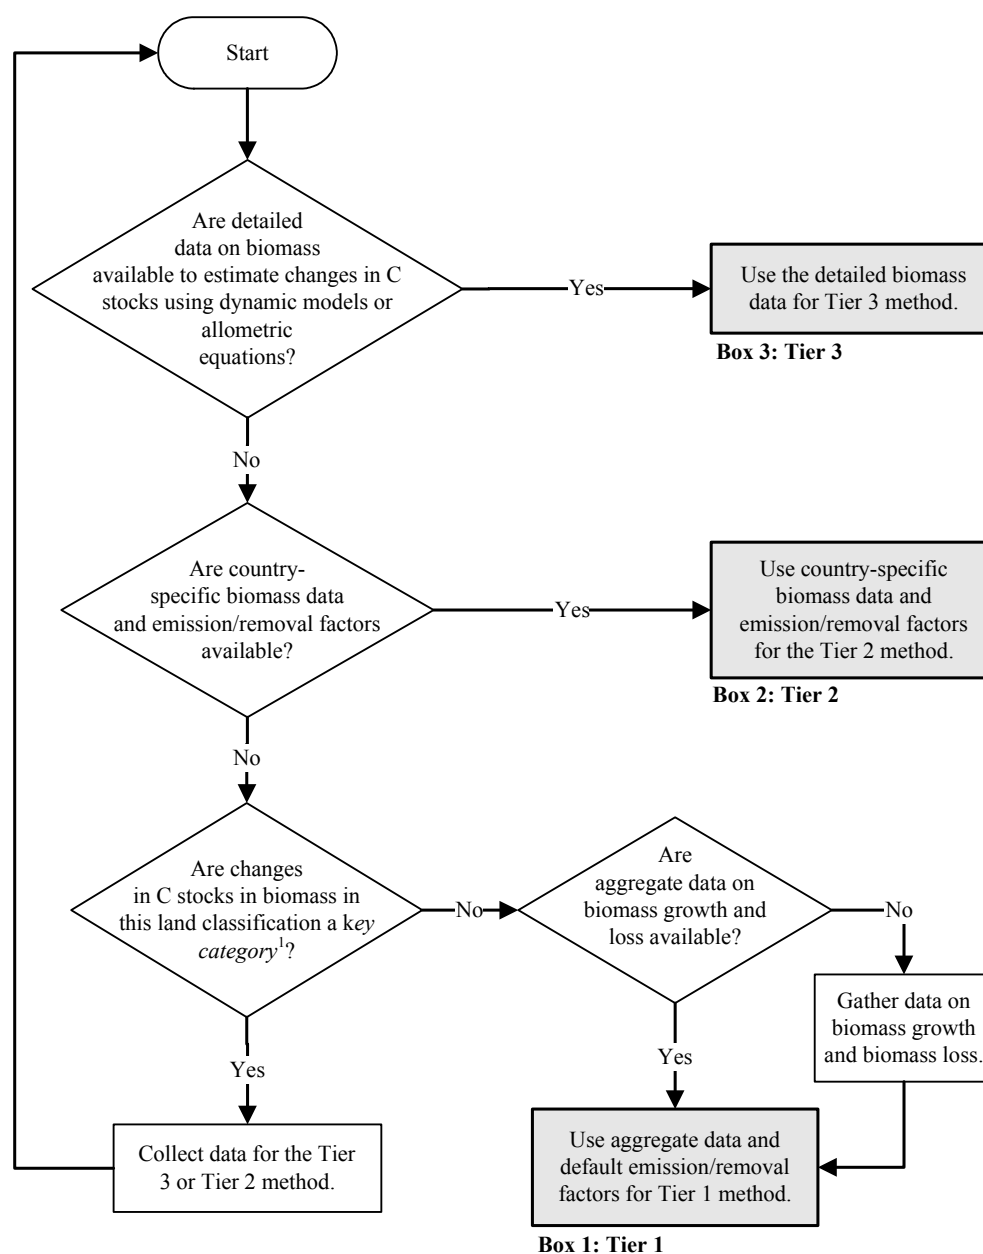 Start
Are detailed
data on biomass
available to estimate changes in C
stocks using dynamic models or
allometric
equations?
Yes
Use the detailed biomass
data for Tier 3 method.
Box 3: Tier 3
No
Are country-
specific biomass data
and emission/removal factors
available?
Yes
Use country-specific
biomass data and
emission/removal factors
for the Tier 2 method.
Box 2: Tier 2
No
Are changes
in C stocks in biomass in
this land classification a key
category¹?
No
Are
aggregate data on
biomass growth and
loss available?
No
Gather data on
biomass growth
and biomass loss.
Yes
Yes
Collect data for the Tier
3 or Tier 2 method.
Use aggregate data and
default emission/removal
factors for Tier 1 method.
Box 1: Tier 1